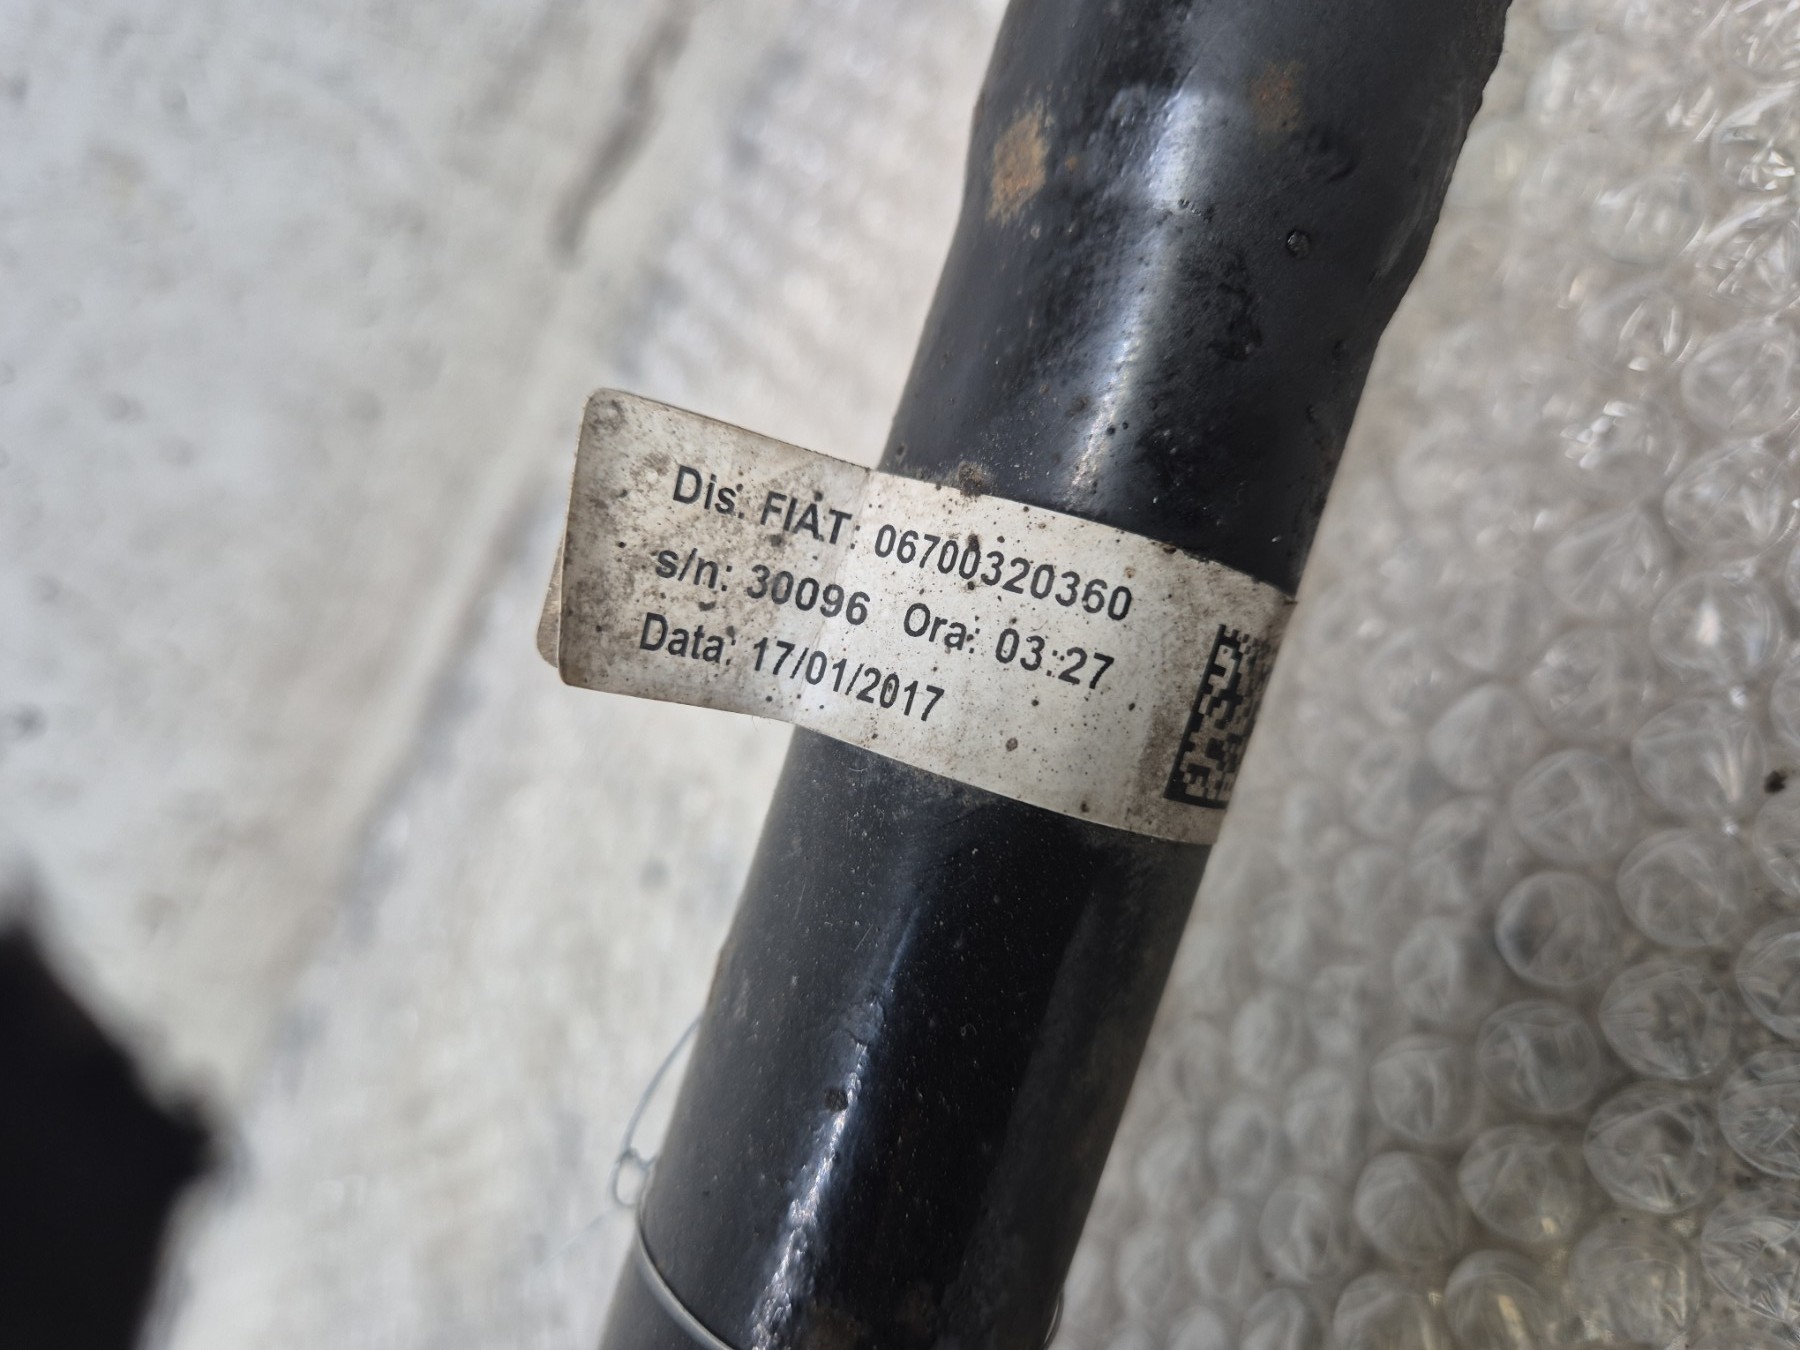 Dis. FIAT: 06700320360
s/n: 30096 Ora: 03:27
Data: 17/01/2017